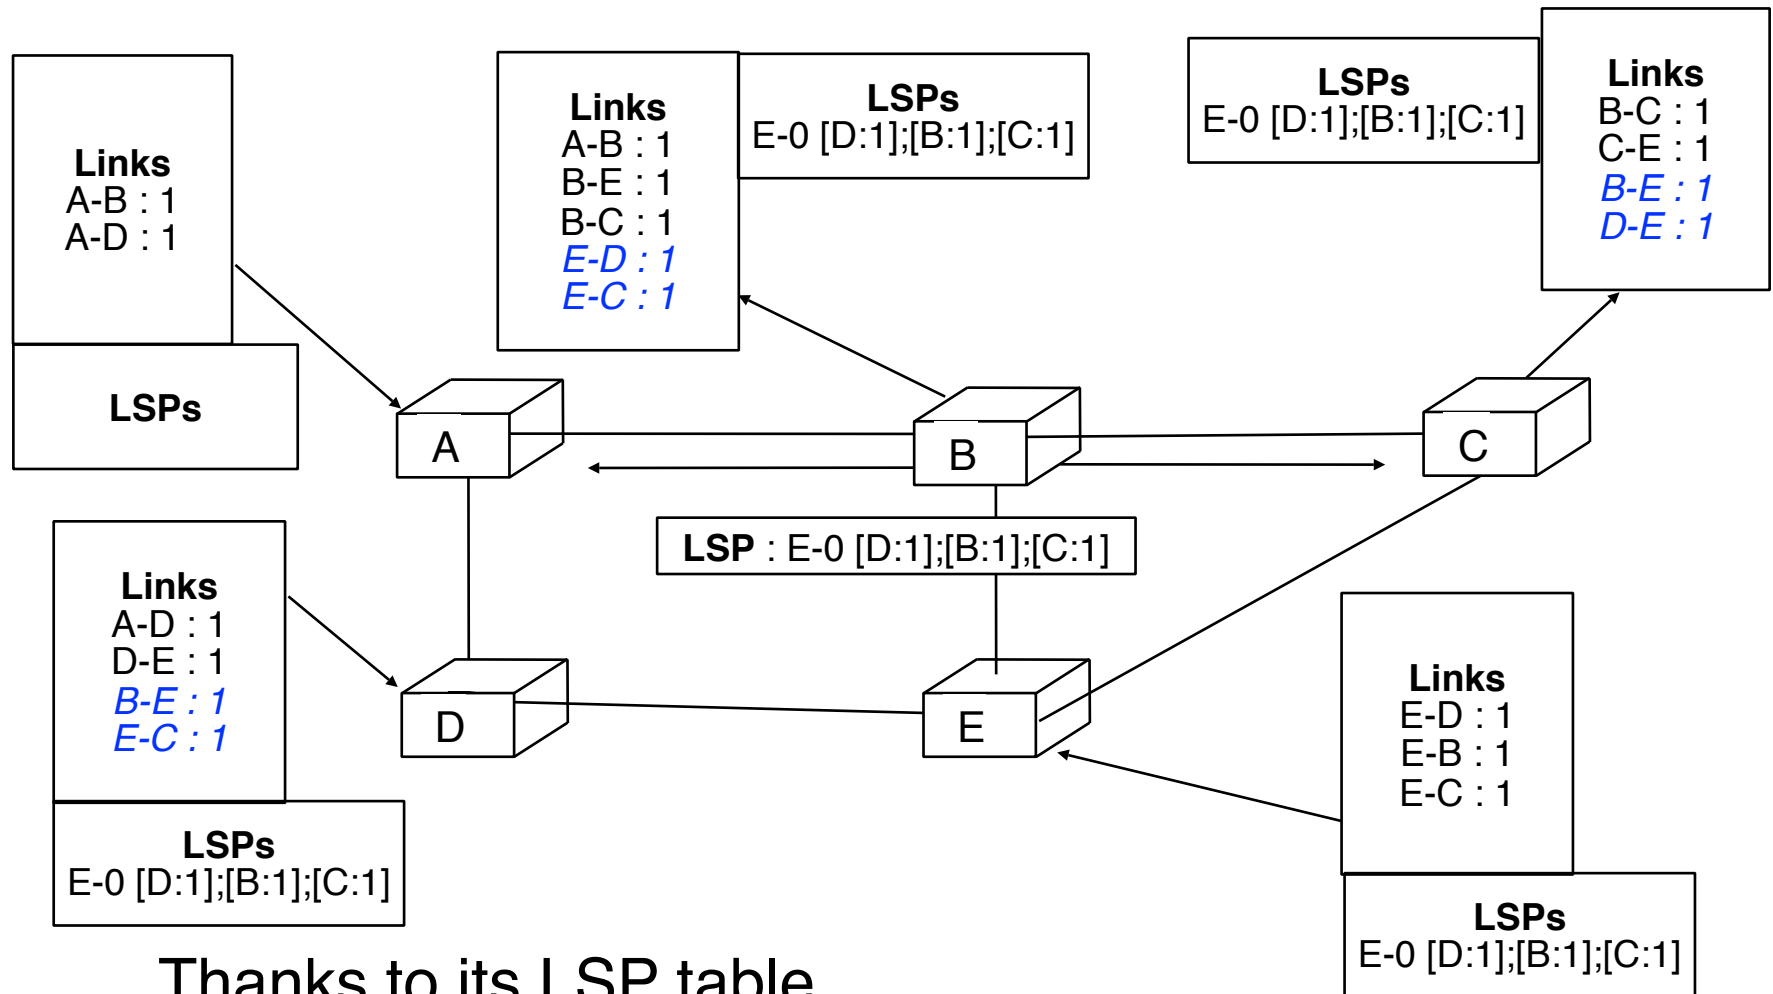 Links
A-B : 1
A-D : 1
LSPs
Links
A-B : 1
B-E : 1
B-C : 1
E-D : 1
E-C : 1
LSPs
E-0 [D:1];[B:1];[C:1]
LSPs
E-0 [D:1];[B:1];[C:1]
Links
B-C : 1
C-E : 1
B-E : 1
D-E : 1
A
B
C
LSP : E-0 [D:1];[B:1];[C:1]
Links
A-D : 1
D-E : 1
B-E : 1
E-C : 1
LSPs
E-0 [D:1];[B:1];[C:1]
D
E
Links
E-D : 1
E-B : 1
E-C : 1
LSPs
E-0 [D:1];[B:1];[C:1]
Thanks to its LSP table